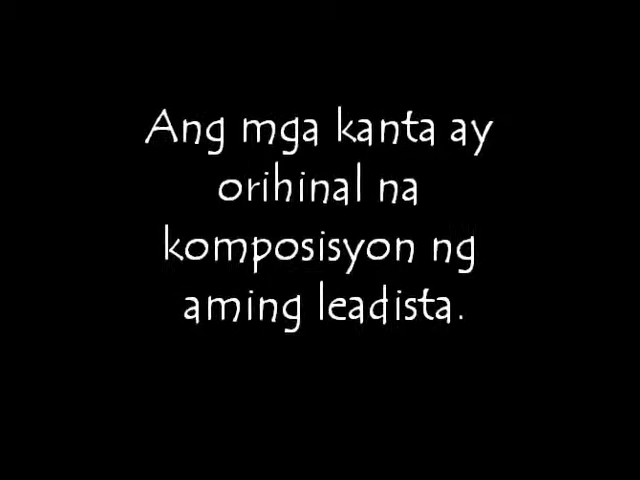 Ang mga kanta ay
orihinal na
komposisyon ng
aming leadista.